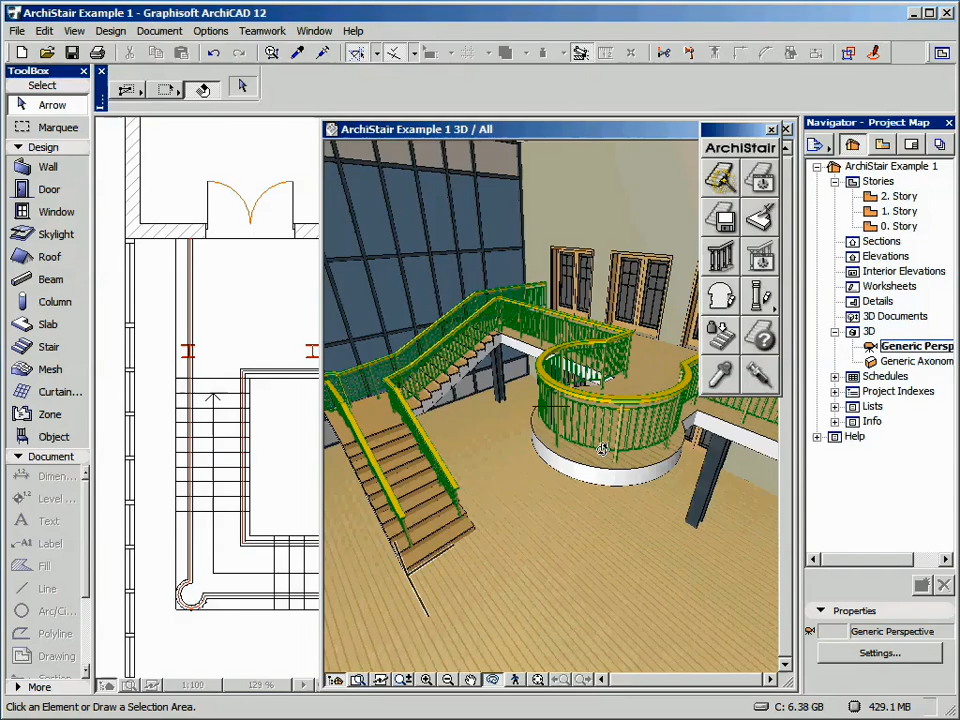 ArchiStair Example 1 - Graphisoft ArchiCAD 12
File Edit View Design Document Options Teamwork Window Help
ToolBox
Select
Arrow
Marquee
Design
Wall
Door
Window
Skylight
Roof
Beam
Column
Slab
Stair
Mesh
Curtain...
Zone
Object
Document
Dimen...
Level ...
Text
Label
Fill
Line
Arc/Ci...
Polyline
Drawing
More
1:100
129 %
ArchiStair Example 1 3D / All
ArchiStair
Navigator - Project Map
ArchiStair Example 1
Stories
2. Story
1. Story
0. Story
Sections
Elevations
Interior Elevations
Worksheets
Details
3D Documents
3D
Generic Persp
Generic Axonom
Schedules
Project Indexes
Lists
Info
Help
Properties
Generic Perspective
Settings...
Click an Element or Draw a Selection Area.
C: 6.38 GB
429.1 MB